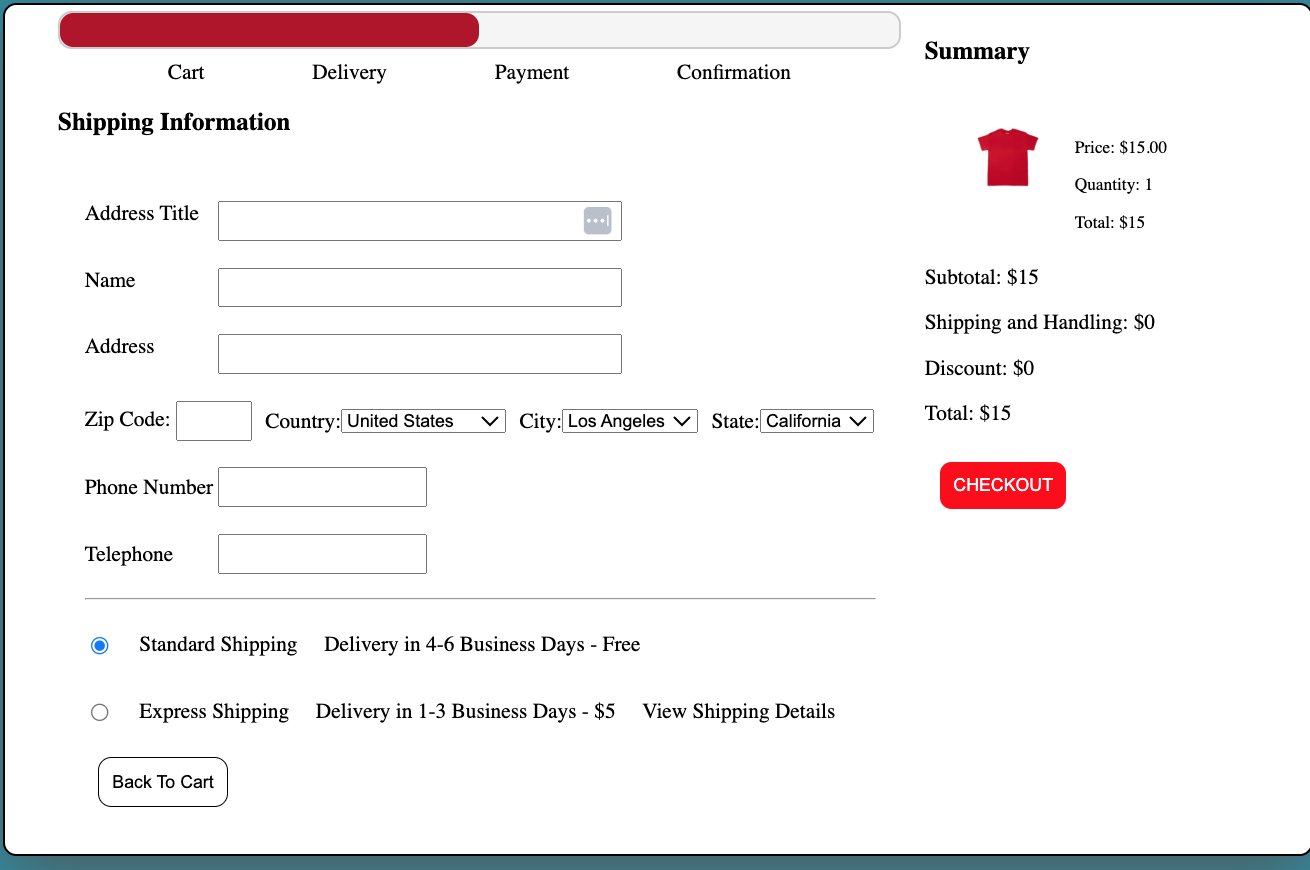 Cart Delivery Payment Confirmation
Shipping Information
Address Title
Name
Address
Zip Code: Country: United States City: Los Angeles State: California
Phone Number
Telephone
Standard Shipping Delivery in 4-6 Business Days - Free
Express Shipping Delivery in 1-3 Business Days - $5 View Shipping Details
Back To Cart
Summary
Price: $15.00
Quantity: 1
Total: $15
Subtotal: $15
Shipping and Handling: $0
Discount: $0
Total: $15
CHECKOUT